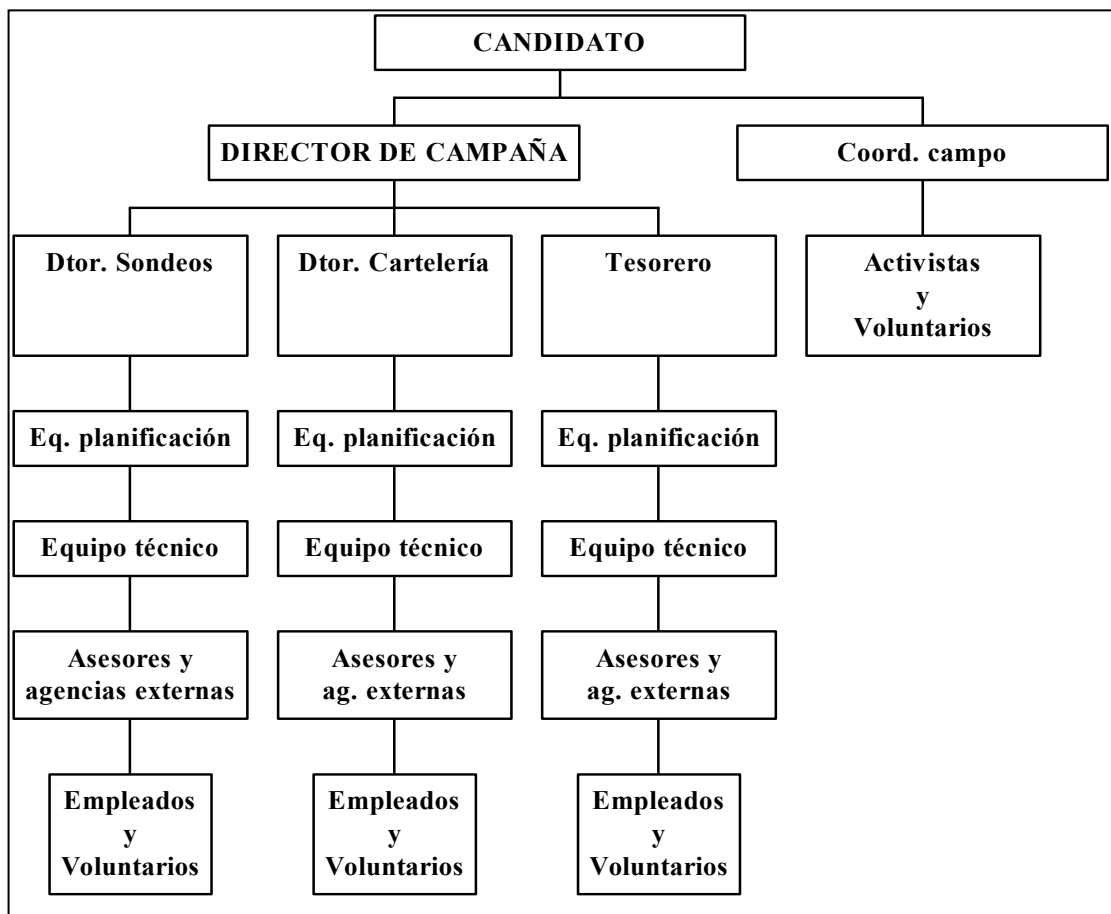 CANDIDATO
DIRECTOR DE CAMPAÑA
Coord. campo
Dtor. Sondeos
Dtor. Cartelería
Tesorero
Activistas
y
Voluntarios
Eq. planificación
Eq. planificación
Eq. planificación
Equipo técnico
Equipo técnico
Equipo técnico
Asesores y
agencias externas
Asesores y
ag. externas
Asesores y
ag. externas
Empleados
y
Voluntarios
Empleados
y
Voluntarios
Empleados
y
Voluntarios